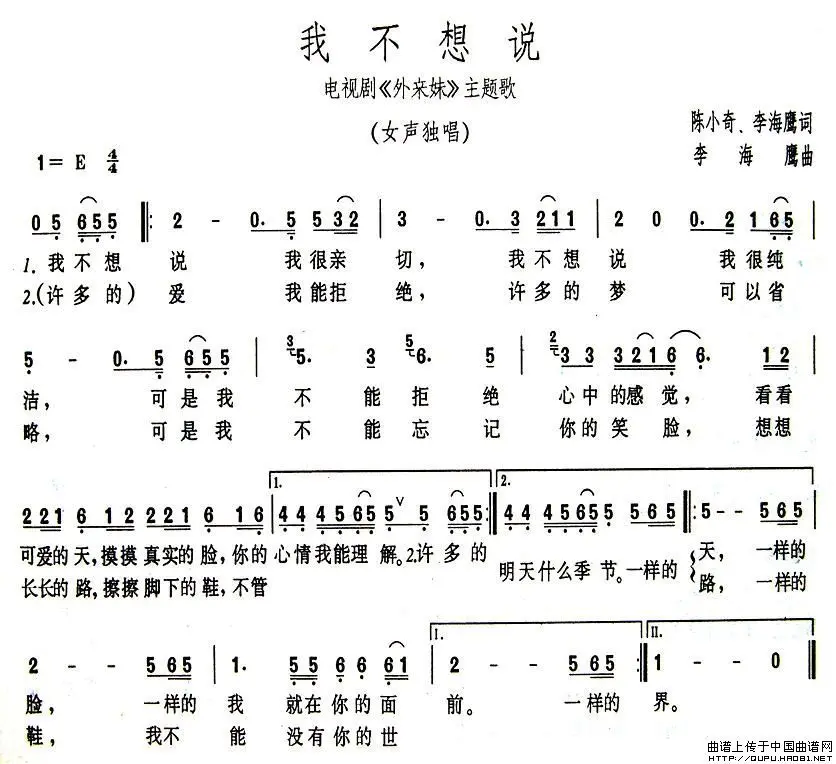 我不想说
电视剧《外来妹》主题歌
(女声独唱)
陈小奇、李海鹰词
1=E 4/4
李海鹰曲
0 5 6 5 5 2 - 0. 5 5 3 2 3 - 0. 3 2 1 1 2 0 0. 2 1 6 5
1. 我不想说 我很亲切, 我不想说 我很纯
2.(许多的)爱 我能拒绝, 许多的梦 可以省
5 - 0. 5 6 5 5 3 5. 3 5 6. 5 2 3 3 3 2 1 6 6. 1 2
洁, 可是我 不能拒绝 心中的感觉, 看看
略, 可是我 不能忘记 你的笑脸, 想想
1. 2.
2 2 1 6 1 2 2 2 1 6 1 6 4 4 4 5 6 5 5 ∨ 5 6 5 5 4 4 4 5 6 5 5 5 6 5 5 - - 5 6 5
可爱的天,摸摸真实的脸,你的心情我能理解。2.许多的 明天什么季节。一样的 天, 一样的
长长的路,擦擦脚下的鞋,不管 路, 一样的
I. II.
2 - - 5 6 5 1. 5 5 6 6 6 1 2 - - 5 6 5 1 - - 0
脸, 一样的我 就在你的面前。 一样的 界。
鞋, 我不能 没有你的世
曲谱上传于中国曲谱网
HTTP://QUPU.HAO81.NET